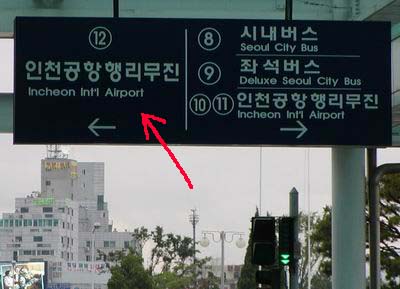 ⑫
인천공항행리무진
Incheon Int'l Airport
←
⑧ 시내버스
Seoul City Bus
⑨ 좌석버스
Deluxe Seoul City Bus
⑩ ⑪ 인천공항행리무진
Incheon Int'l Airport
→